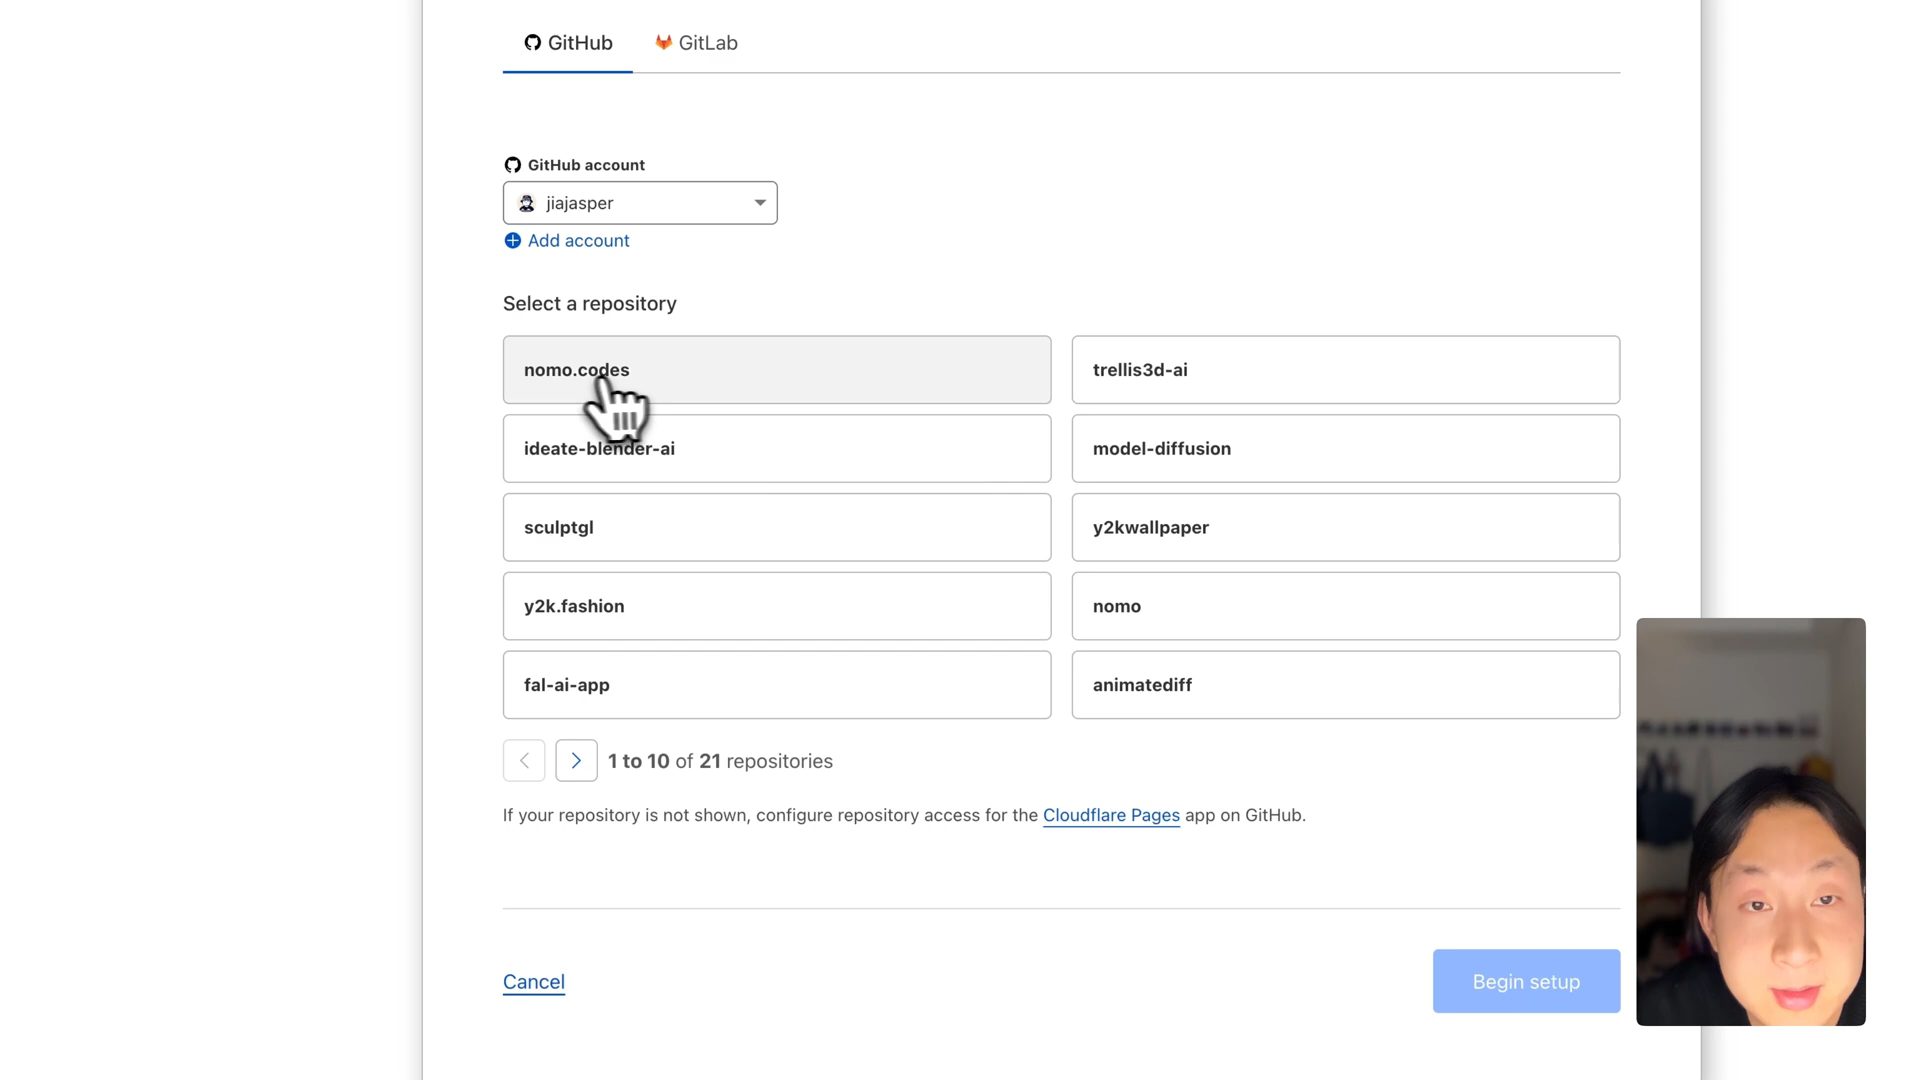 GitHub
GitLab
GitHub account
jiajasper
Add account
Select a repository
nomo.codes
trellis3d-ai
ideate-blender-ai
model-diffusion
sculptgl
y2kwallpaper
y2k.fashion
nomo
fal-ai-app
animatediff
1 to 10 of 21 repositories
If your repository is not shown, configure repository access for the Cloudflare Pages app on GitHub.
Cancel
Begin setup